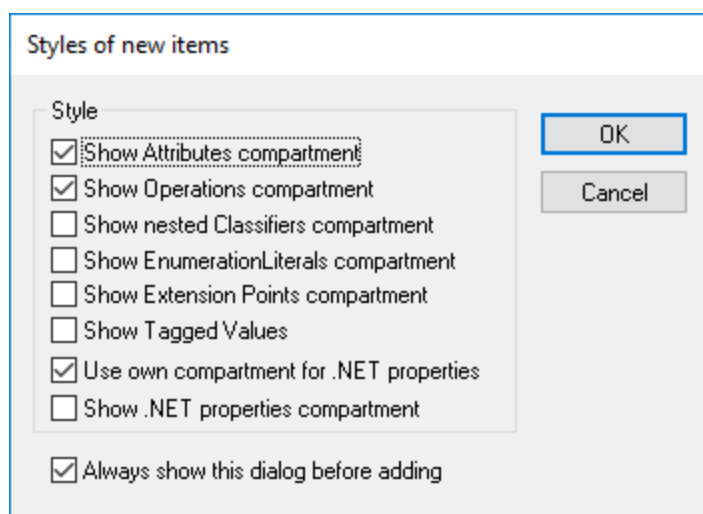 Styles of new items
Style
Show Attributes compartment
OK
Show Operations compartment
Cancel
Show nested Classifiers compartment
Show EnumerationLiterals compartment
Show Extension Points compartment
Show Tagged Values
Use own compartment for .NET properties
Show .NET properties compartment
Always show this dialog before adding